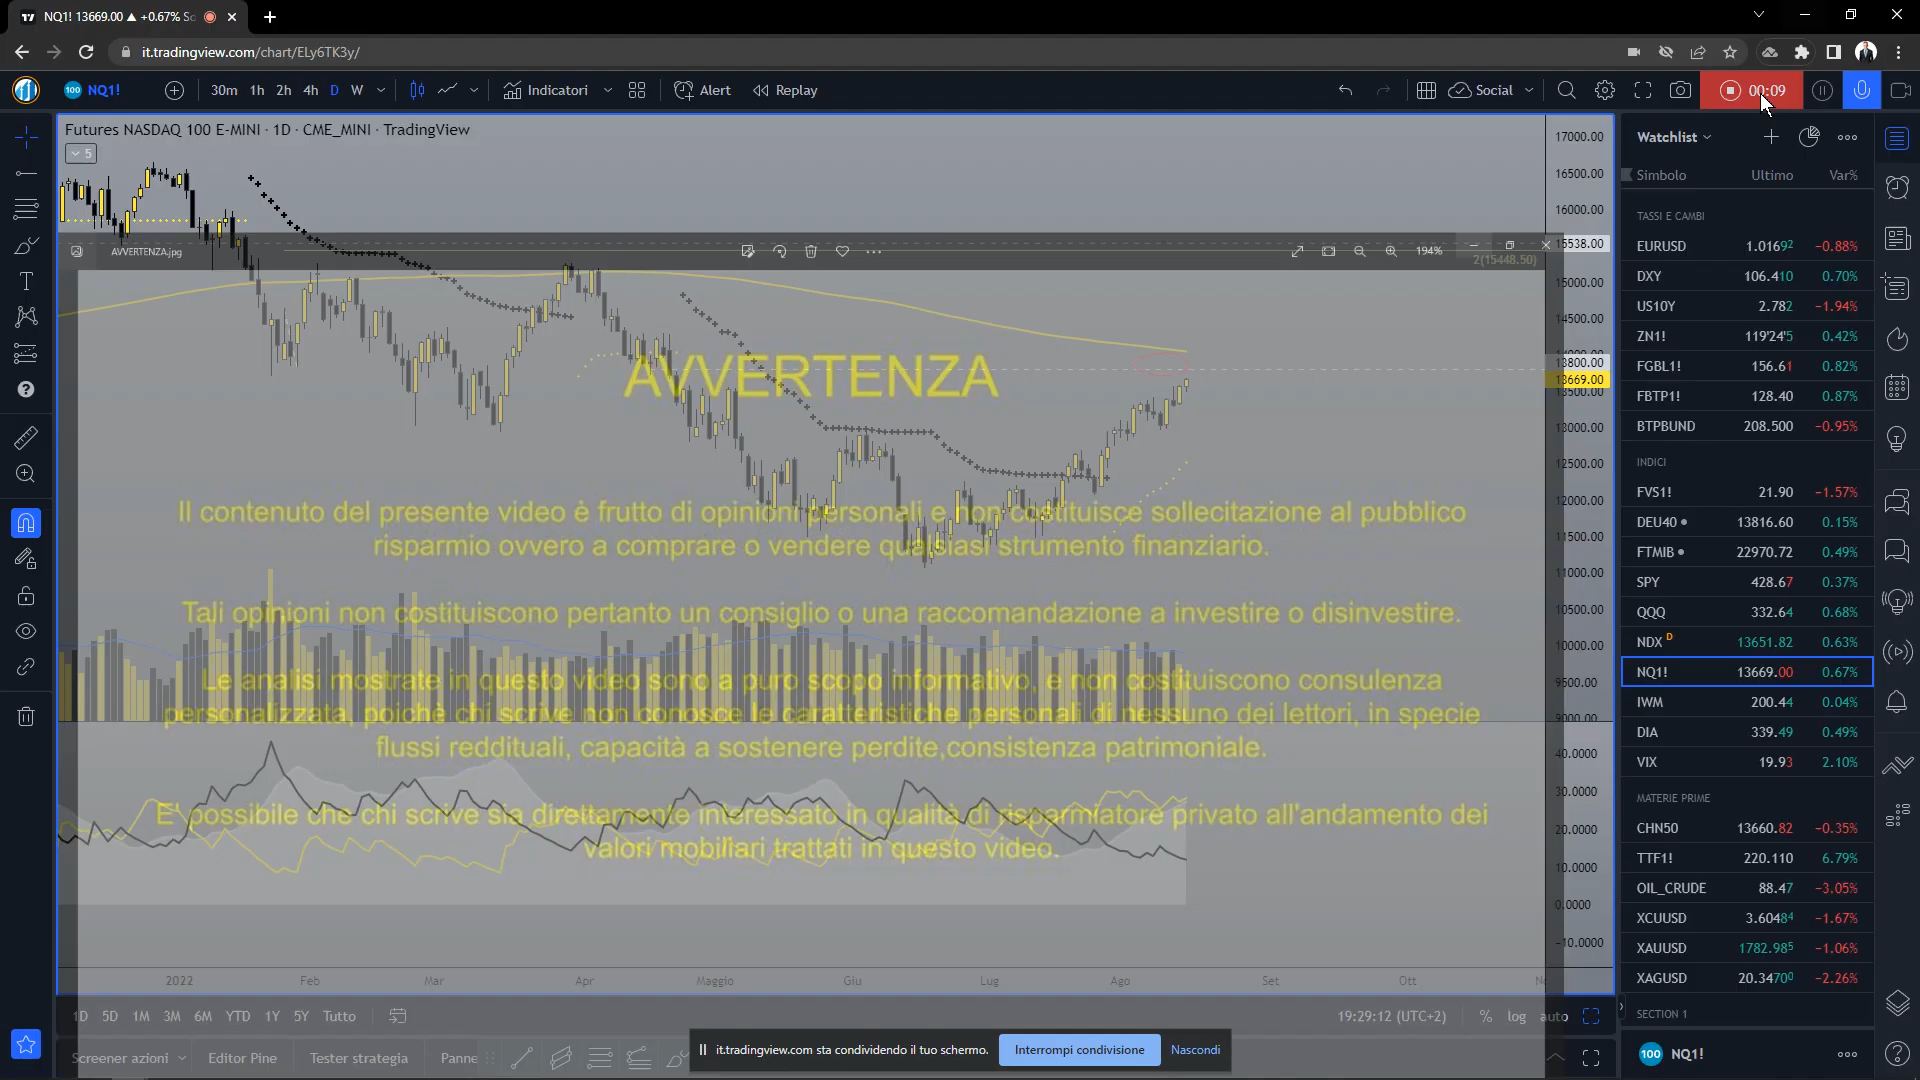 NQ1! 13669.00 ▲ +0.67% Sc
it.tradingview.com/chart/ELy6TK3y/
100 NQ1! 30m 1h 2h 4h D W Indicatori Alert Replay Social 00:09
Futures NASDAQ 100 E-MINI · 1D · CME_MINI · TradingView
5
AVVERTENZA.jpg 194%
2(15448.50)
17000.00
16500.00
16000.00
15538.00
15000.00
14500.00
14000.00
13800.00
13669.00
13500.00
13000.00
12500.00
12000.00
11500.00
11000.00
10500.00
10000.00
9500.00
9000.00
40.0000
30.0000
20.0000
10.0000
0.0000
-10.0000
AVVERTENZA
Il contenuto del presente video è frutto di opinioni personali e non costituisce sollecitazione al pubblico
risparmio ovvero a comprare o vendere qualsiasi strumento finanziario.
Tali opinioni non costituiscono pertanto un consiglio o una raccomandazione a investire o disinvestire.
Le analisi mostrate in questo video sono a puro scopo informativo, e non costituiscono consulenza
personalizzata, poichè chi scrive non conosce le caratteristiche personali di nessuno dei lettori, in specie
flussi reddituali, capacità a sostenere perdite,consistenza patrimoniale.
E' possibile che chi scrive sia direttamente interessato in qualità di risparmiatore privato all'andamento dei
valori mobiliari trattati in questo video.
2022 Feb Mar Apr Maggio Giu Lug Ago Set Ott
1D 5D 1M 3M 6M YTD 1Y 5Y Tutto 19:29:12 (UTC+2) % log auto
Screener azioni Editor Pine Tester strategia Panne
it.tradingview.com sta condividendo il tuo schermo. Interrompi condivisione Nascondi
Watchlist
Simbolo Ultimo Var%
TASSI E CAMBI
EURUSD 1.01692 −0.88%
DXY 106.410 0.70%
US10Y 2.782 −1.94%
ZN1! 119'24'5 0.42%
FGBL1! 156.61 0.82%
FBTP1! 128.40 0.87%
BTPBUND 208.500 −0.95%
INDICI
FVS1! 21.90 −1.57%
DEU40 13816.60 0.15%
FTMIB 22970.72 0.49%
SPY 428.67 0.37%
QQQ 332.64 0.68%
NDX D 13651.82 0.63%
NQ1! 13669.00 0.67%
IWM 200.44 0.04%
DIA 339.49 0.49%
VIX 19.93 2.10%
MATERIE PRIME
CHN50 13660.82 −0.35%
TTF1! 220.110 6.79%
OIL_CRUDE 88.47 −3.05%
XCUUSD 3.60484 −1.67%
XAUUSD 1782.985 −1.06%
XAGUSD 20.34700 −2.26%
SECTION 1
100 NQ1!